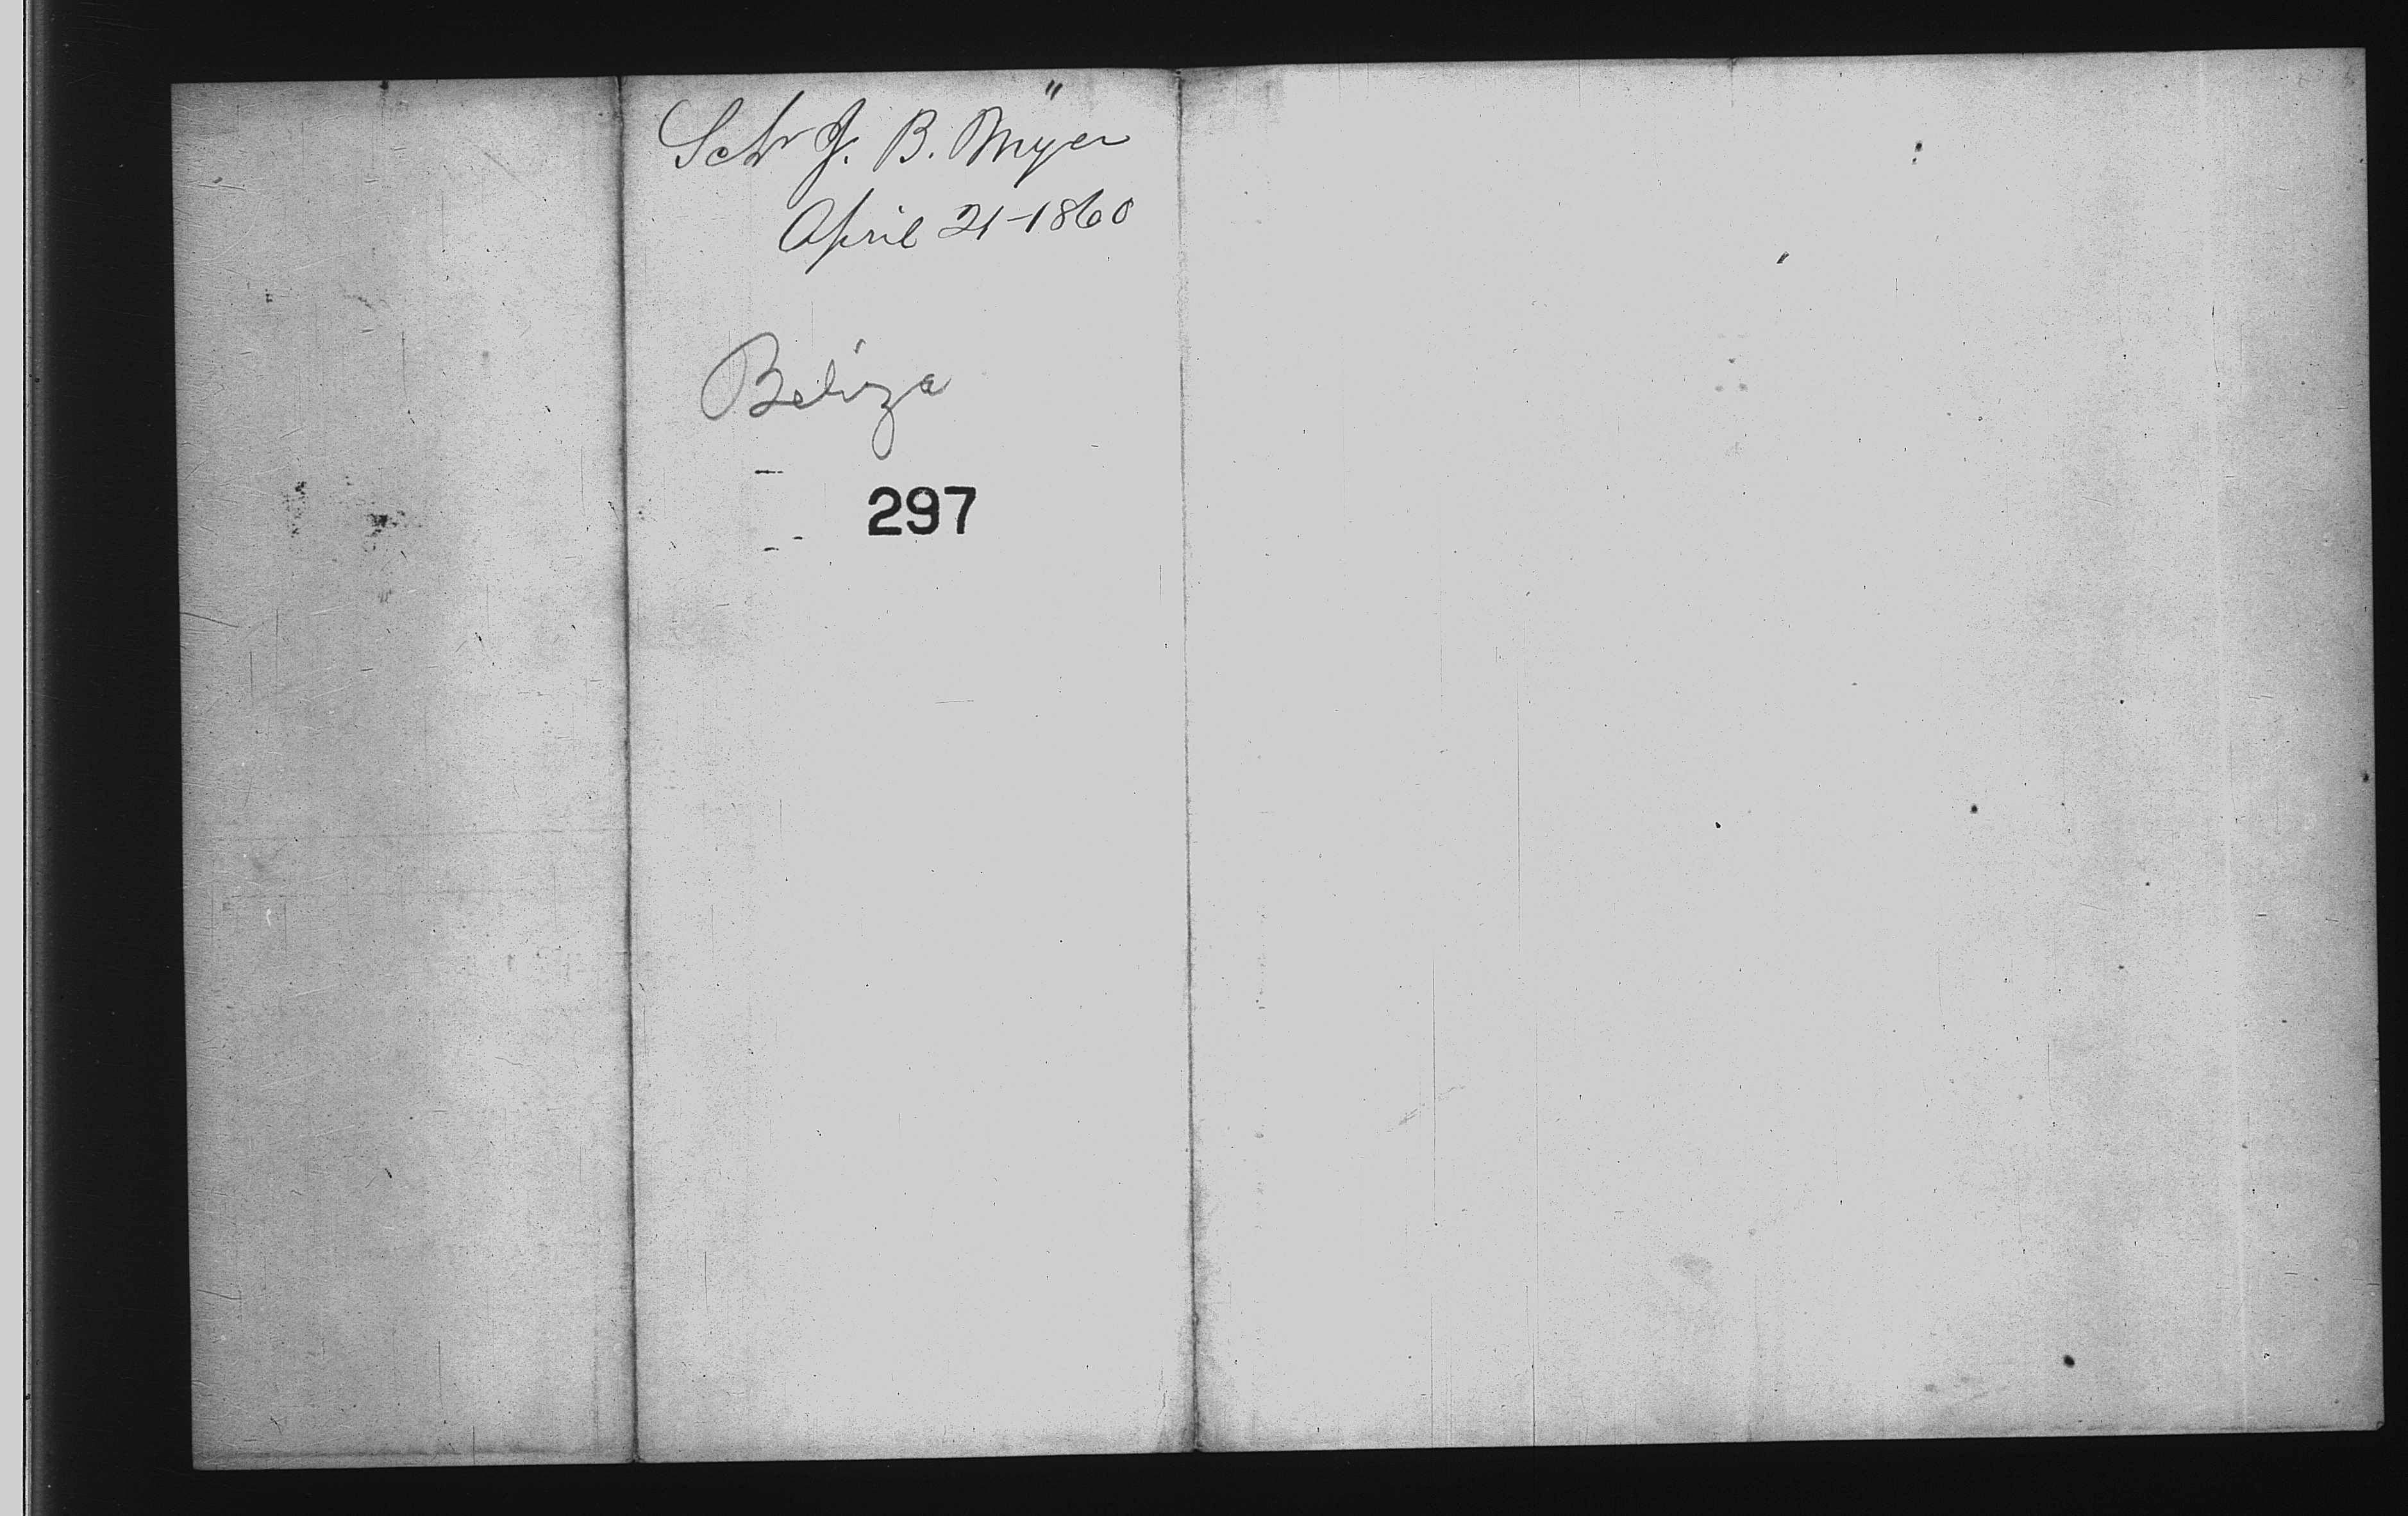 Schr J. B. Myer
April 21-1860
Belize
297